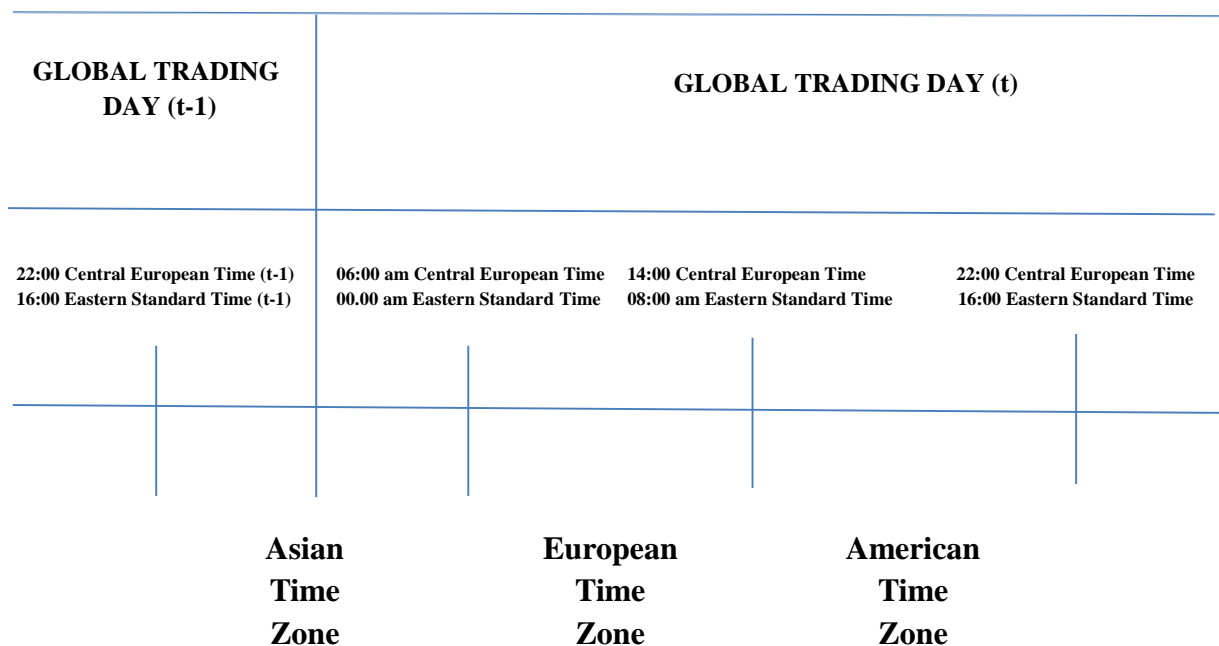 GLOBAL TRADING
DAY (t-1)
GLOBAL TRADING DAY (t)
22:00 Central European Time (t-1)
16:00 Eastern Standard Time (t-1)
06:00 am Central European Time
00.00 am Eastern Standard Time
14:00 Central European Time
08:00 am Eastern Standard Time
22:00 Central European Time
16:00 Eastern Standard Time
Asian
Time
Zone
European
Time
Zone
American
Time
Zone